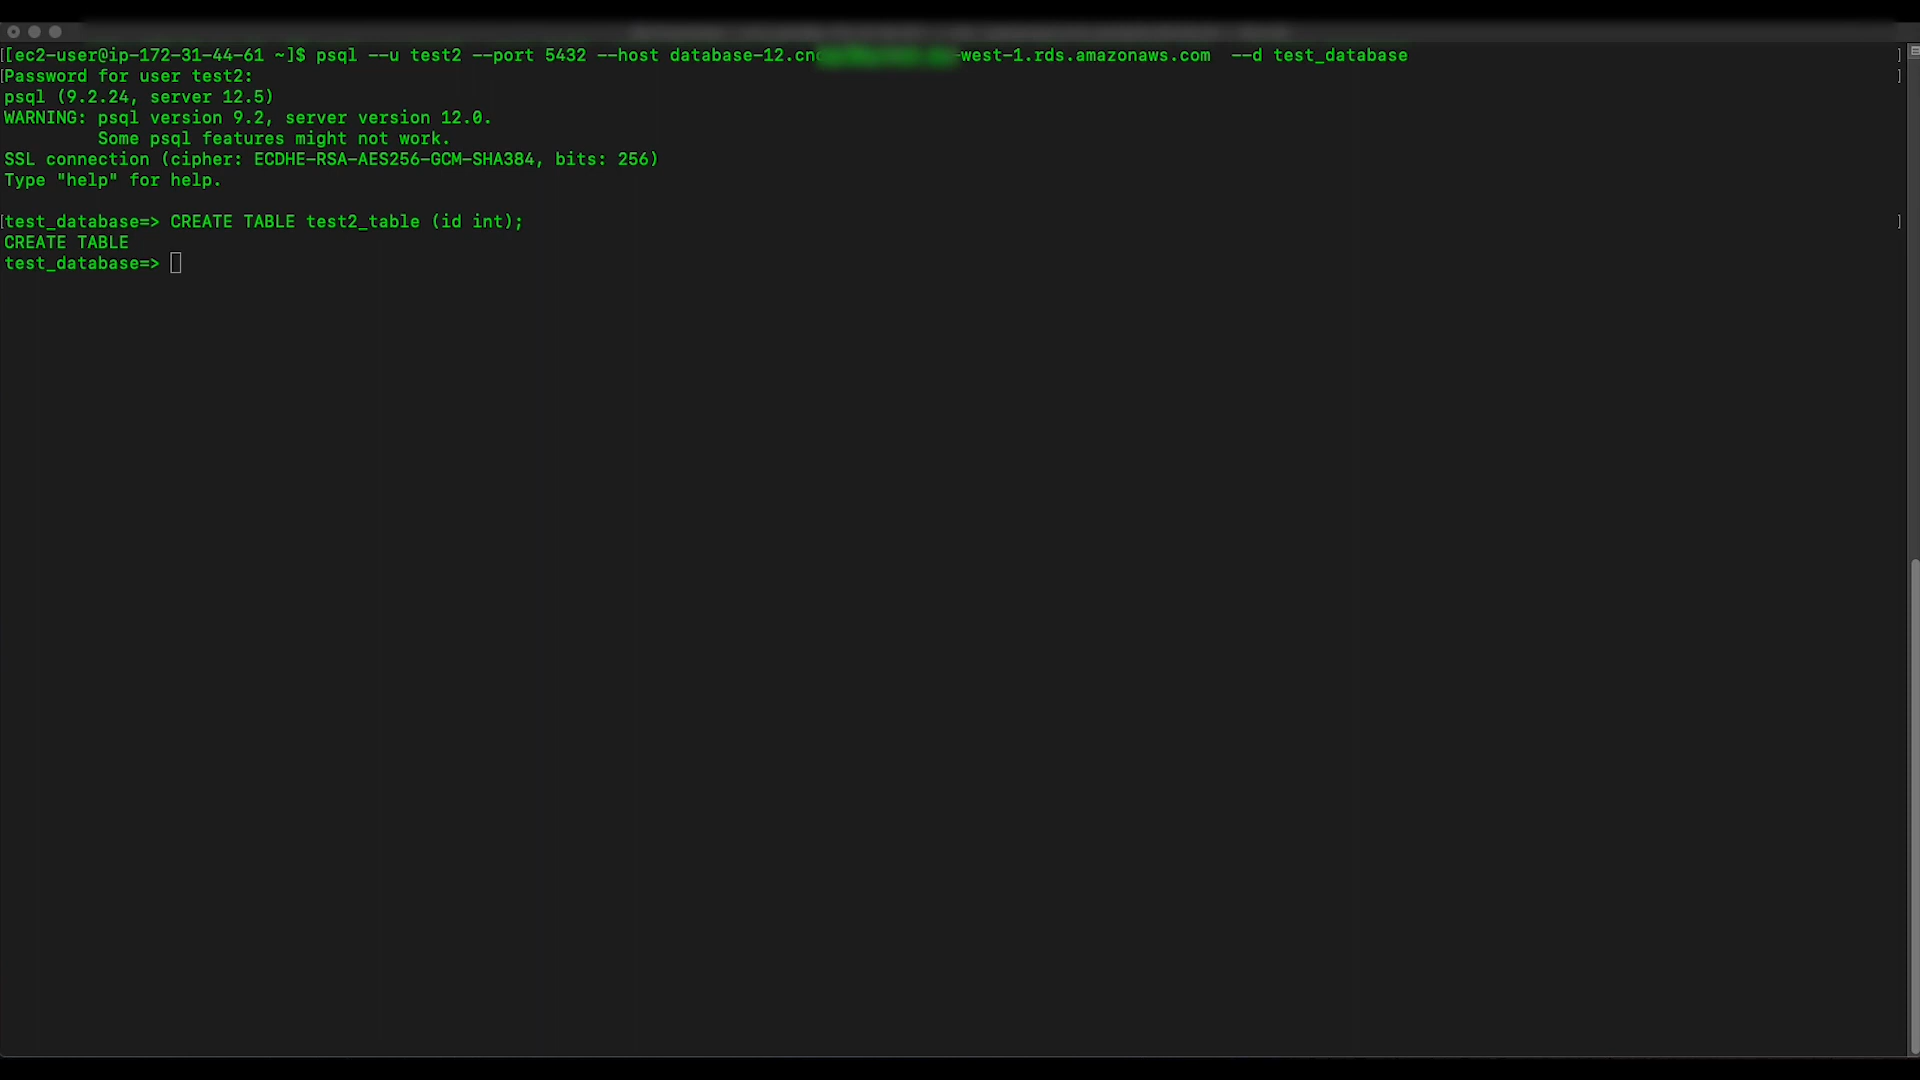 [[ec2-user@ip-172-31-44-61 ~]$ psql --u test2 --port 5432 --host database-12.cno -west-1.rds.amazonaws.com --d test_database ]
[Password for user test2: ]
psql (9.2.24, server 12.5)
WARNING: psql version 9.2, server version 12.0.
Some psql features might not work.
SSL connection (cipher: ECDHE-RSA-AES256-GCM-SHA384, bits: 256)
Type "help" for help.
[test_database=> CREATE TABLE test2_table (id int); ]
CREATE TABLE
test_database=>